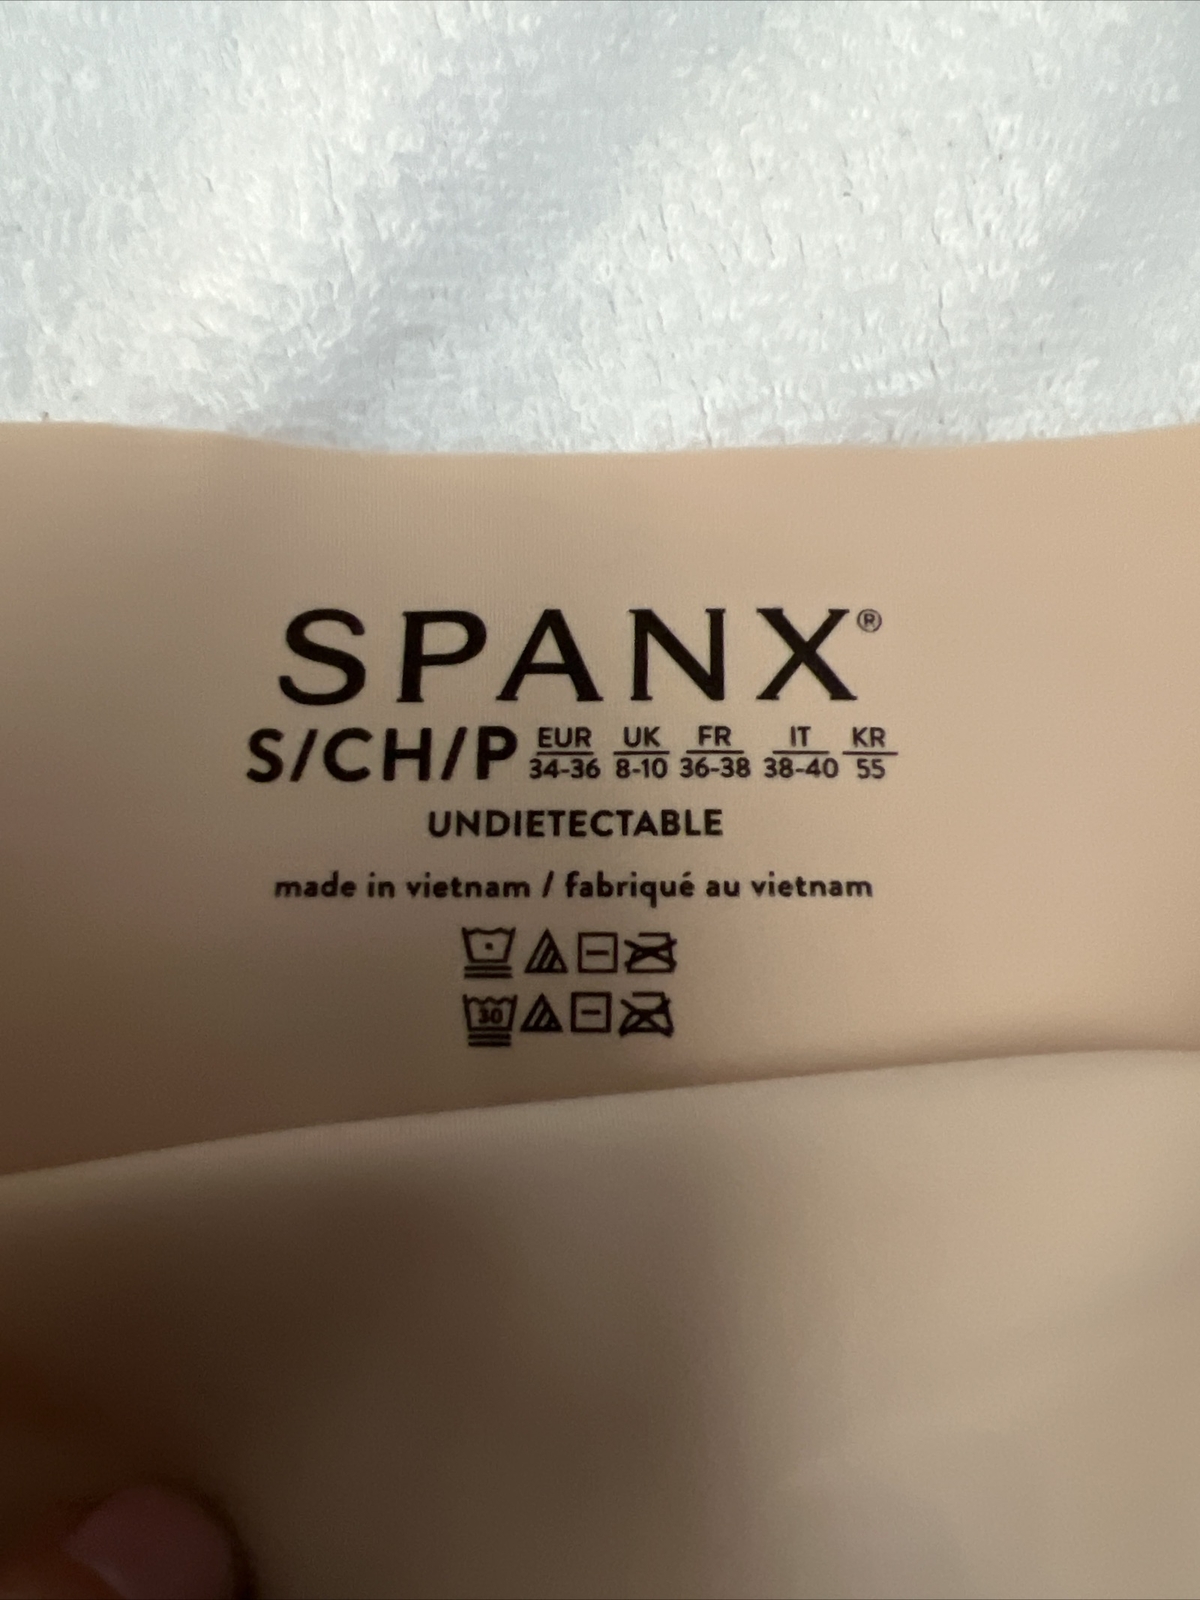 SPANX®
S/CH/P EUR 34-36 UK 8-10 FR 36-38 IT 38-40 KR 55
UNDIETECTABLE
made in vietnam / fabriqué au vietnam
30